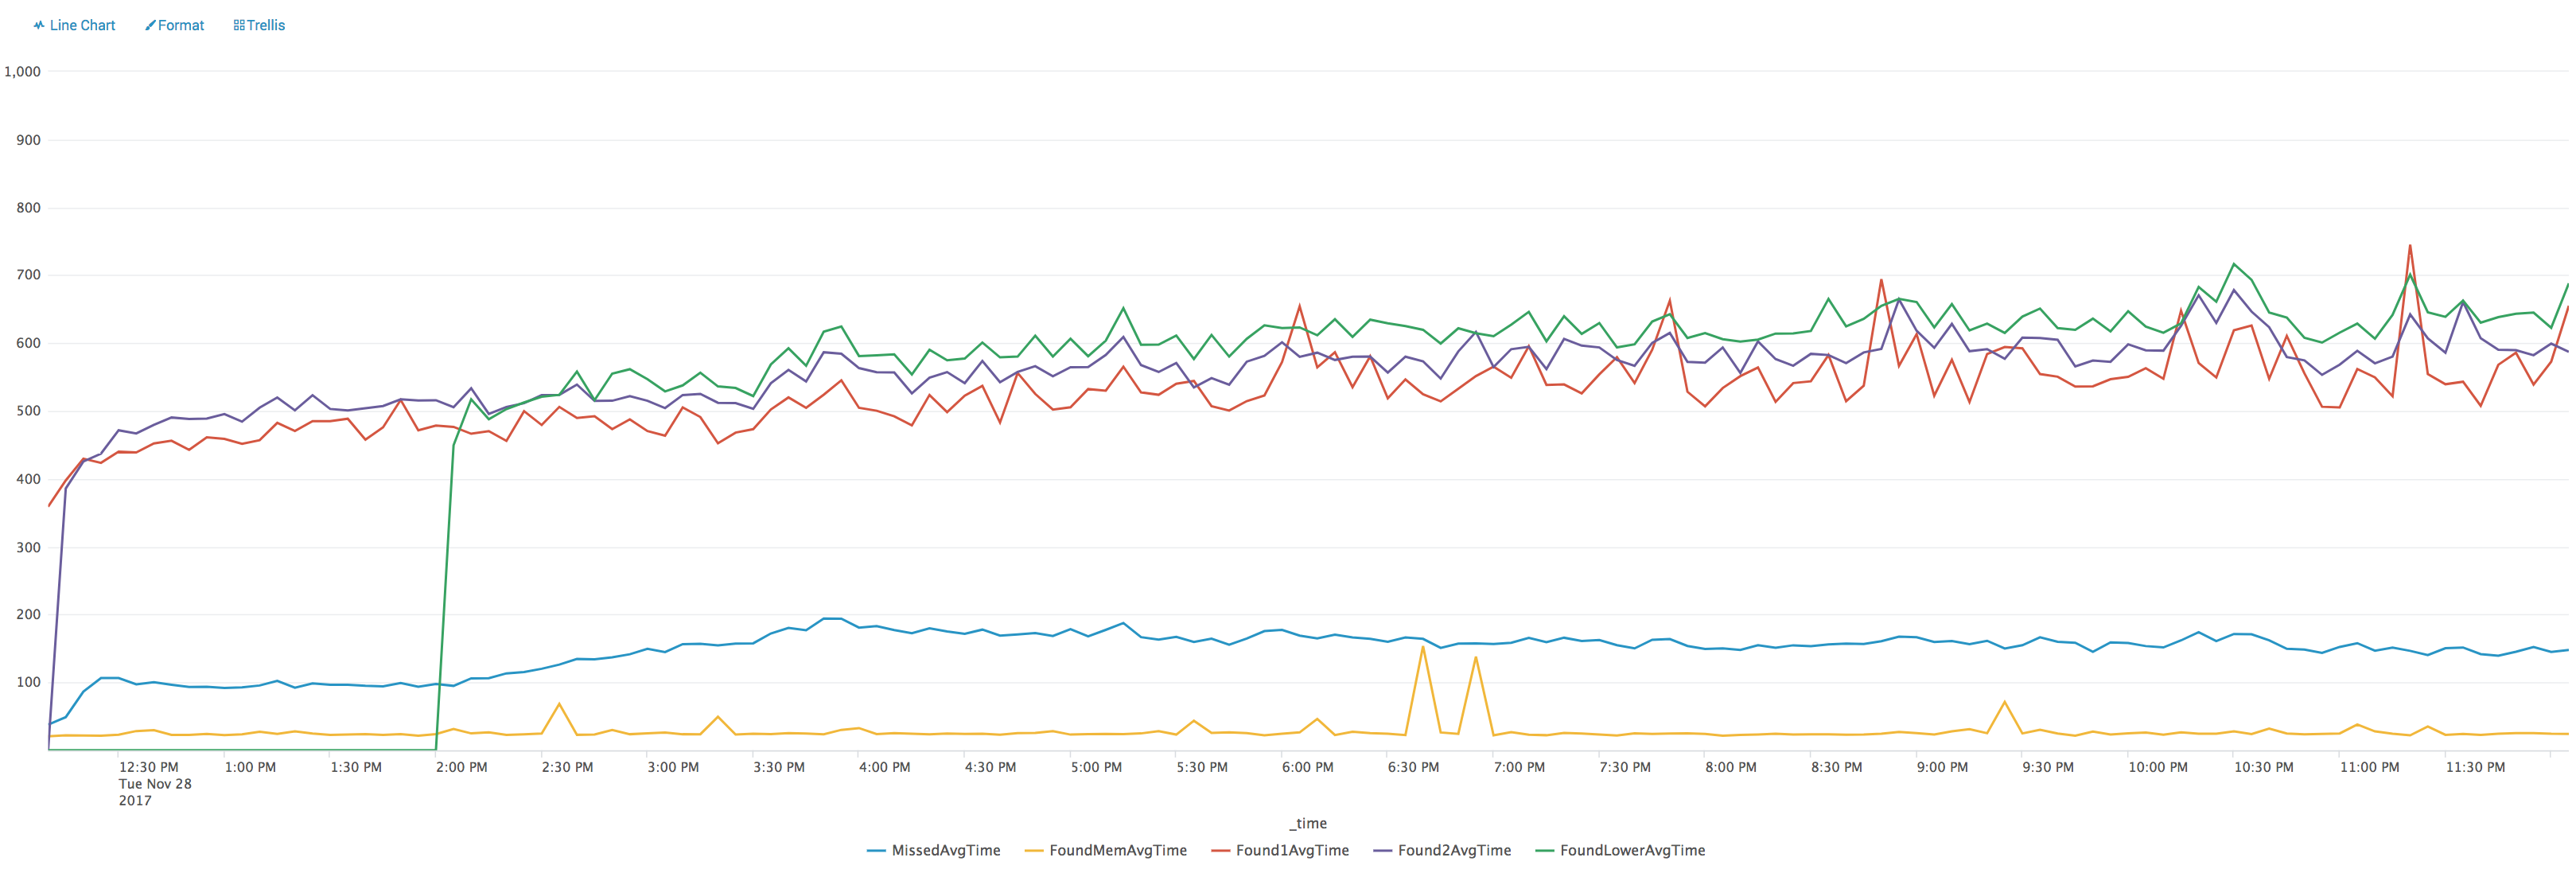 Line Chart Format Trellis
1,000
900
800
700
600
500
400
300
200
100
12:30 PM 1:00 PM 1:30 PM 2:00 PM 2:30 PM 3:00 PM 3:30 PM 4:00 PM 4:30 PM 5:00 PM 5:30 PM 6:00 PM 6:30 PM 7:00 PM 7:30 PM 8:00 PM 8:30 PM 9:00 PM 9:30 PM 10:00 PM 10:30 PM 11:00 PM 11:30 PM
Tue Nov 28
2017
_time
MissedAvgTime FoundMemAvgTime Found1AvgTime Found2AvgTime FoundLowerAvgTime